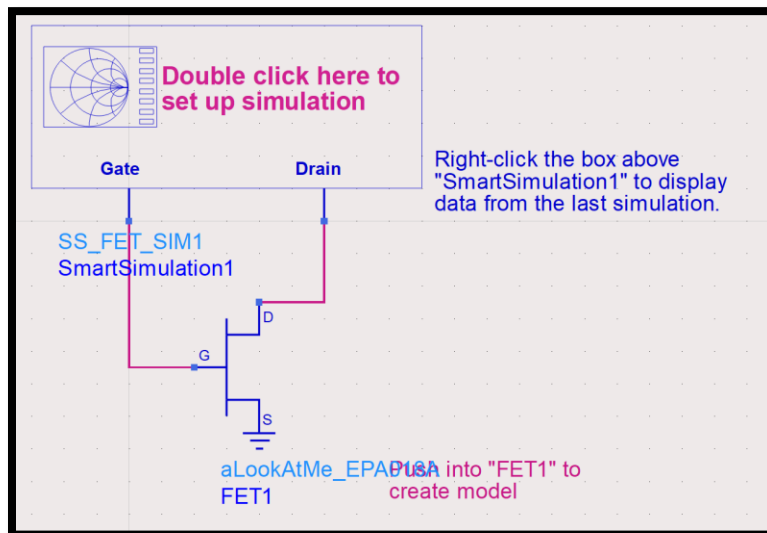 Double click here to
set up simulation
Gate
Drain
Right-click the box above
"SmartSimulation1" to display
data from the last simulation.
SS_FET_SIM1
SmartSimulation1
D
G
S
aLookAtMe_EPA018A
Push into "FET1" to
FET1
create model